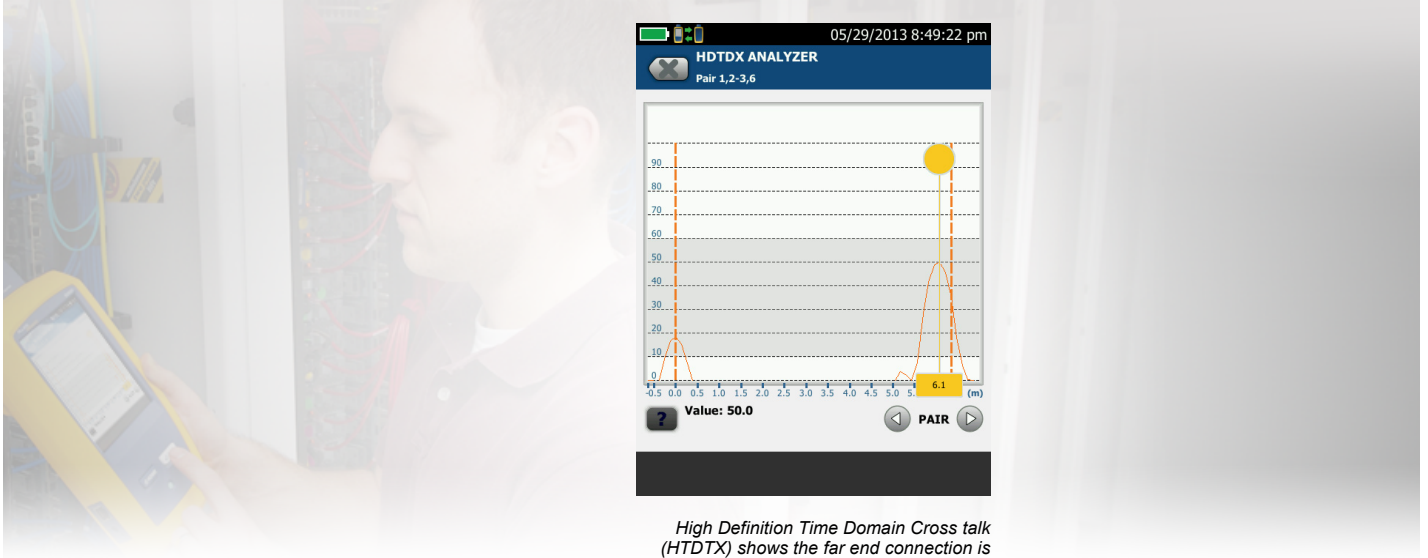 05/29/2013 8:49:22 pm
HDTDX ANALYZER
Pair 1,2-3,6
90
80
70
60
50
40
30
20
10
0
-0.5 0.0 0.5 1.0 1.5 2.0 2.5 3.0 3.5 4.0 4.5 5.0 5. 6.1 (m)
? Value: 50.0 PAIR
High Definition Time Domain Cross talk
(HTDTX) shows the far end connection is